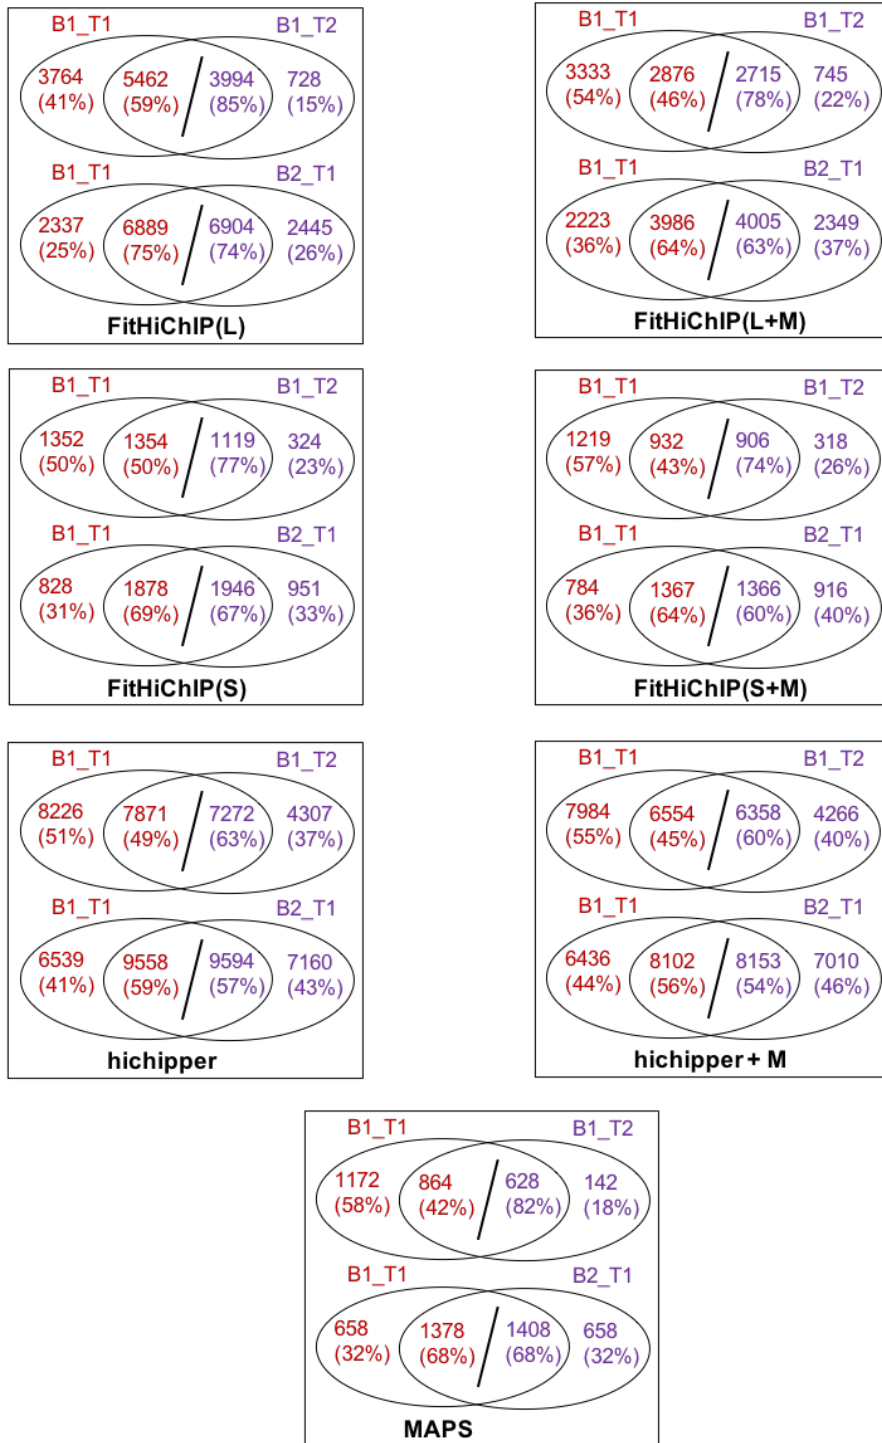 B1_T1 B1_T2
3764 5462 3994 728
(41%) (59%) (85%) (15%)
B1_T1 B2_T1
2337 6889 6904 2445
(25%) (75%) (74%) (26%)
FitHiChIP(L)
B1_T1 B1_T2
3333 2876 2715 745
(54%) (46%) (78%) (22%)
B1_T1 B2_T1
2223 3986 4005 2349
(36%) (64%) (63%) (37%)
FitHiChIP(L+M)
B1_T1 B1_T2
1352 1354 1119 324
(50%) (50%) (77%) (23%)
B1_T1 B2_T1
828 1878 1946 951
(31%) (69%) (67%) (33%)
FitHiChIP(S)
B1_T1 B1_T2
1219 932 906 318
(57%) (43%) (74%) (26%)
B1_T1 B2_T1
784 1367 1366 916
(36%) (64%) (60%) (40%)
FitHiChIP(S+M)
B1_T1 B1_T2
8226 7871 7272 4307
(51%) (49%) (63%) (37%)
B1_T1 B2_T1
6539 9558 9594 7160
(41%) (59%) (57%) (43%)
hichipper
B1_T1 B1_T2
7984 6554 6358 4266
(55%) (45%) (60%) (40%)
B1_T1 B2_T1
6436 8102 8153 7010
(44%) (56%) (54%) (46%)
hichipper + M
B1_T1 B1_T2
1172 864 628 142
(58%) (42%) (82%) (18%)
B1_T1 B2_T1
658 1378 1408 658
(32%) (68%) (68%) (32%)
MAPS